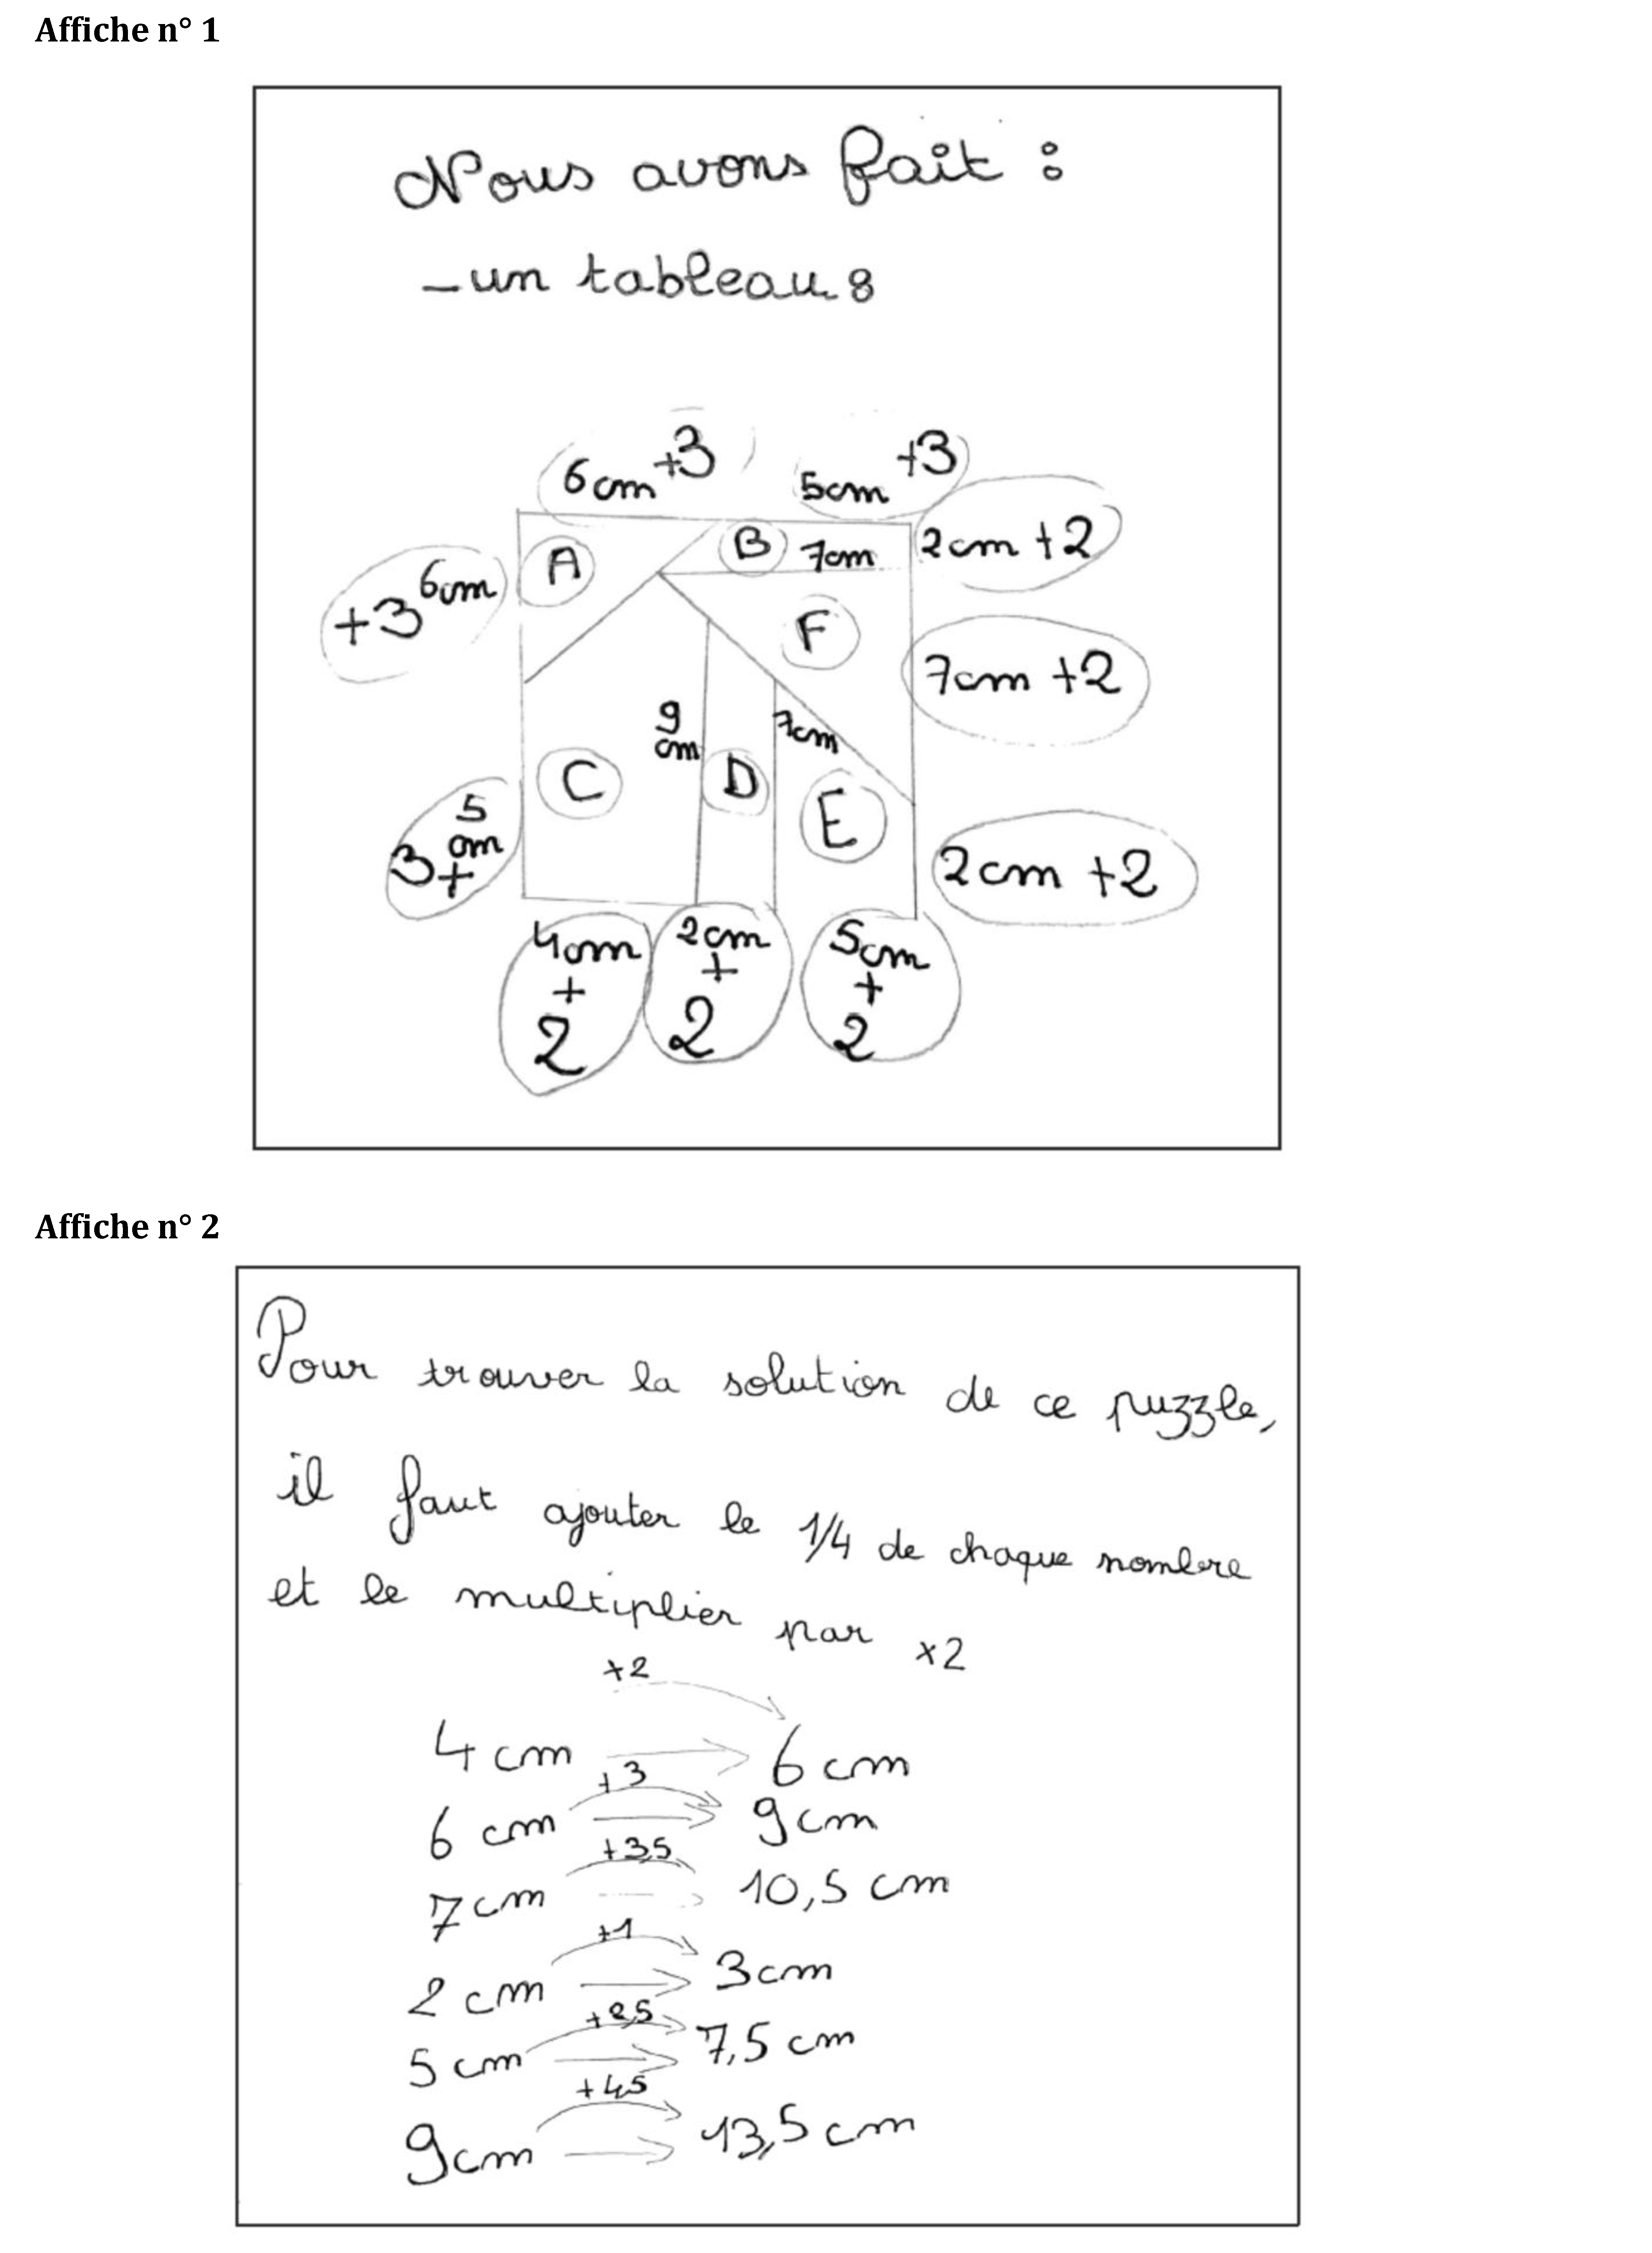 Affiche n° 1
Nous avons fait :
- un tableau :
6cm +3
5cm +3
A
B
7cm
2cm +2
+3 6cm
F
7cm +2
9
cm
7cm
C
D
E
5
cm
3+
2cm +2
4cm
+
2
2cm
+
2
5cm
+
2
Affiche n° 2
Pour trouver la solution de ce puzzle,
il faut ajouter le 1/4 de chaque nombre
et le multiplier par ×2
+2
4 cm 6 cm
+3
6 cm 9cm
+3,5
7cm 10,5 cm
+1
2 cm 3cm
+2,5
5 cm 7,5 cm
+4,5
9cm 13,5 cm